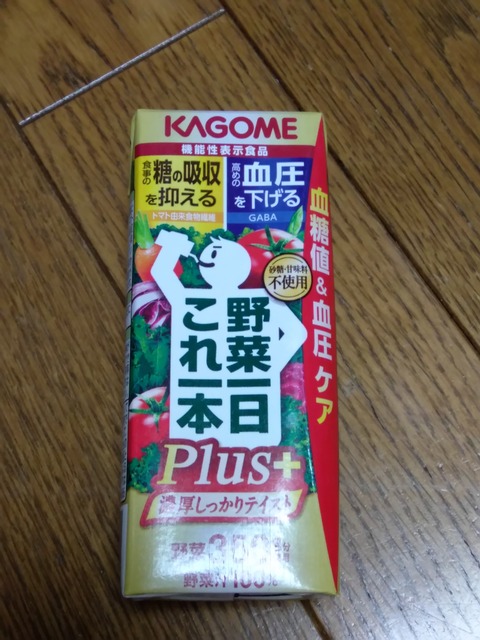 KAGOME
機能性表示食品
食事の糖の吸収
を抑える
トマト由来食物繊維
高めの血圧
を下げる
GABA
血糖値&血圧ケア
砂糖・甘味料
不使用
野菜一日
これ一本
Plus+
濃厚しっかりテイスト
野菜
野菜汁100%